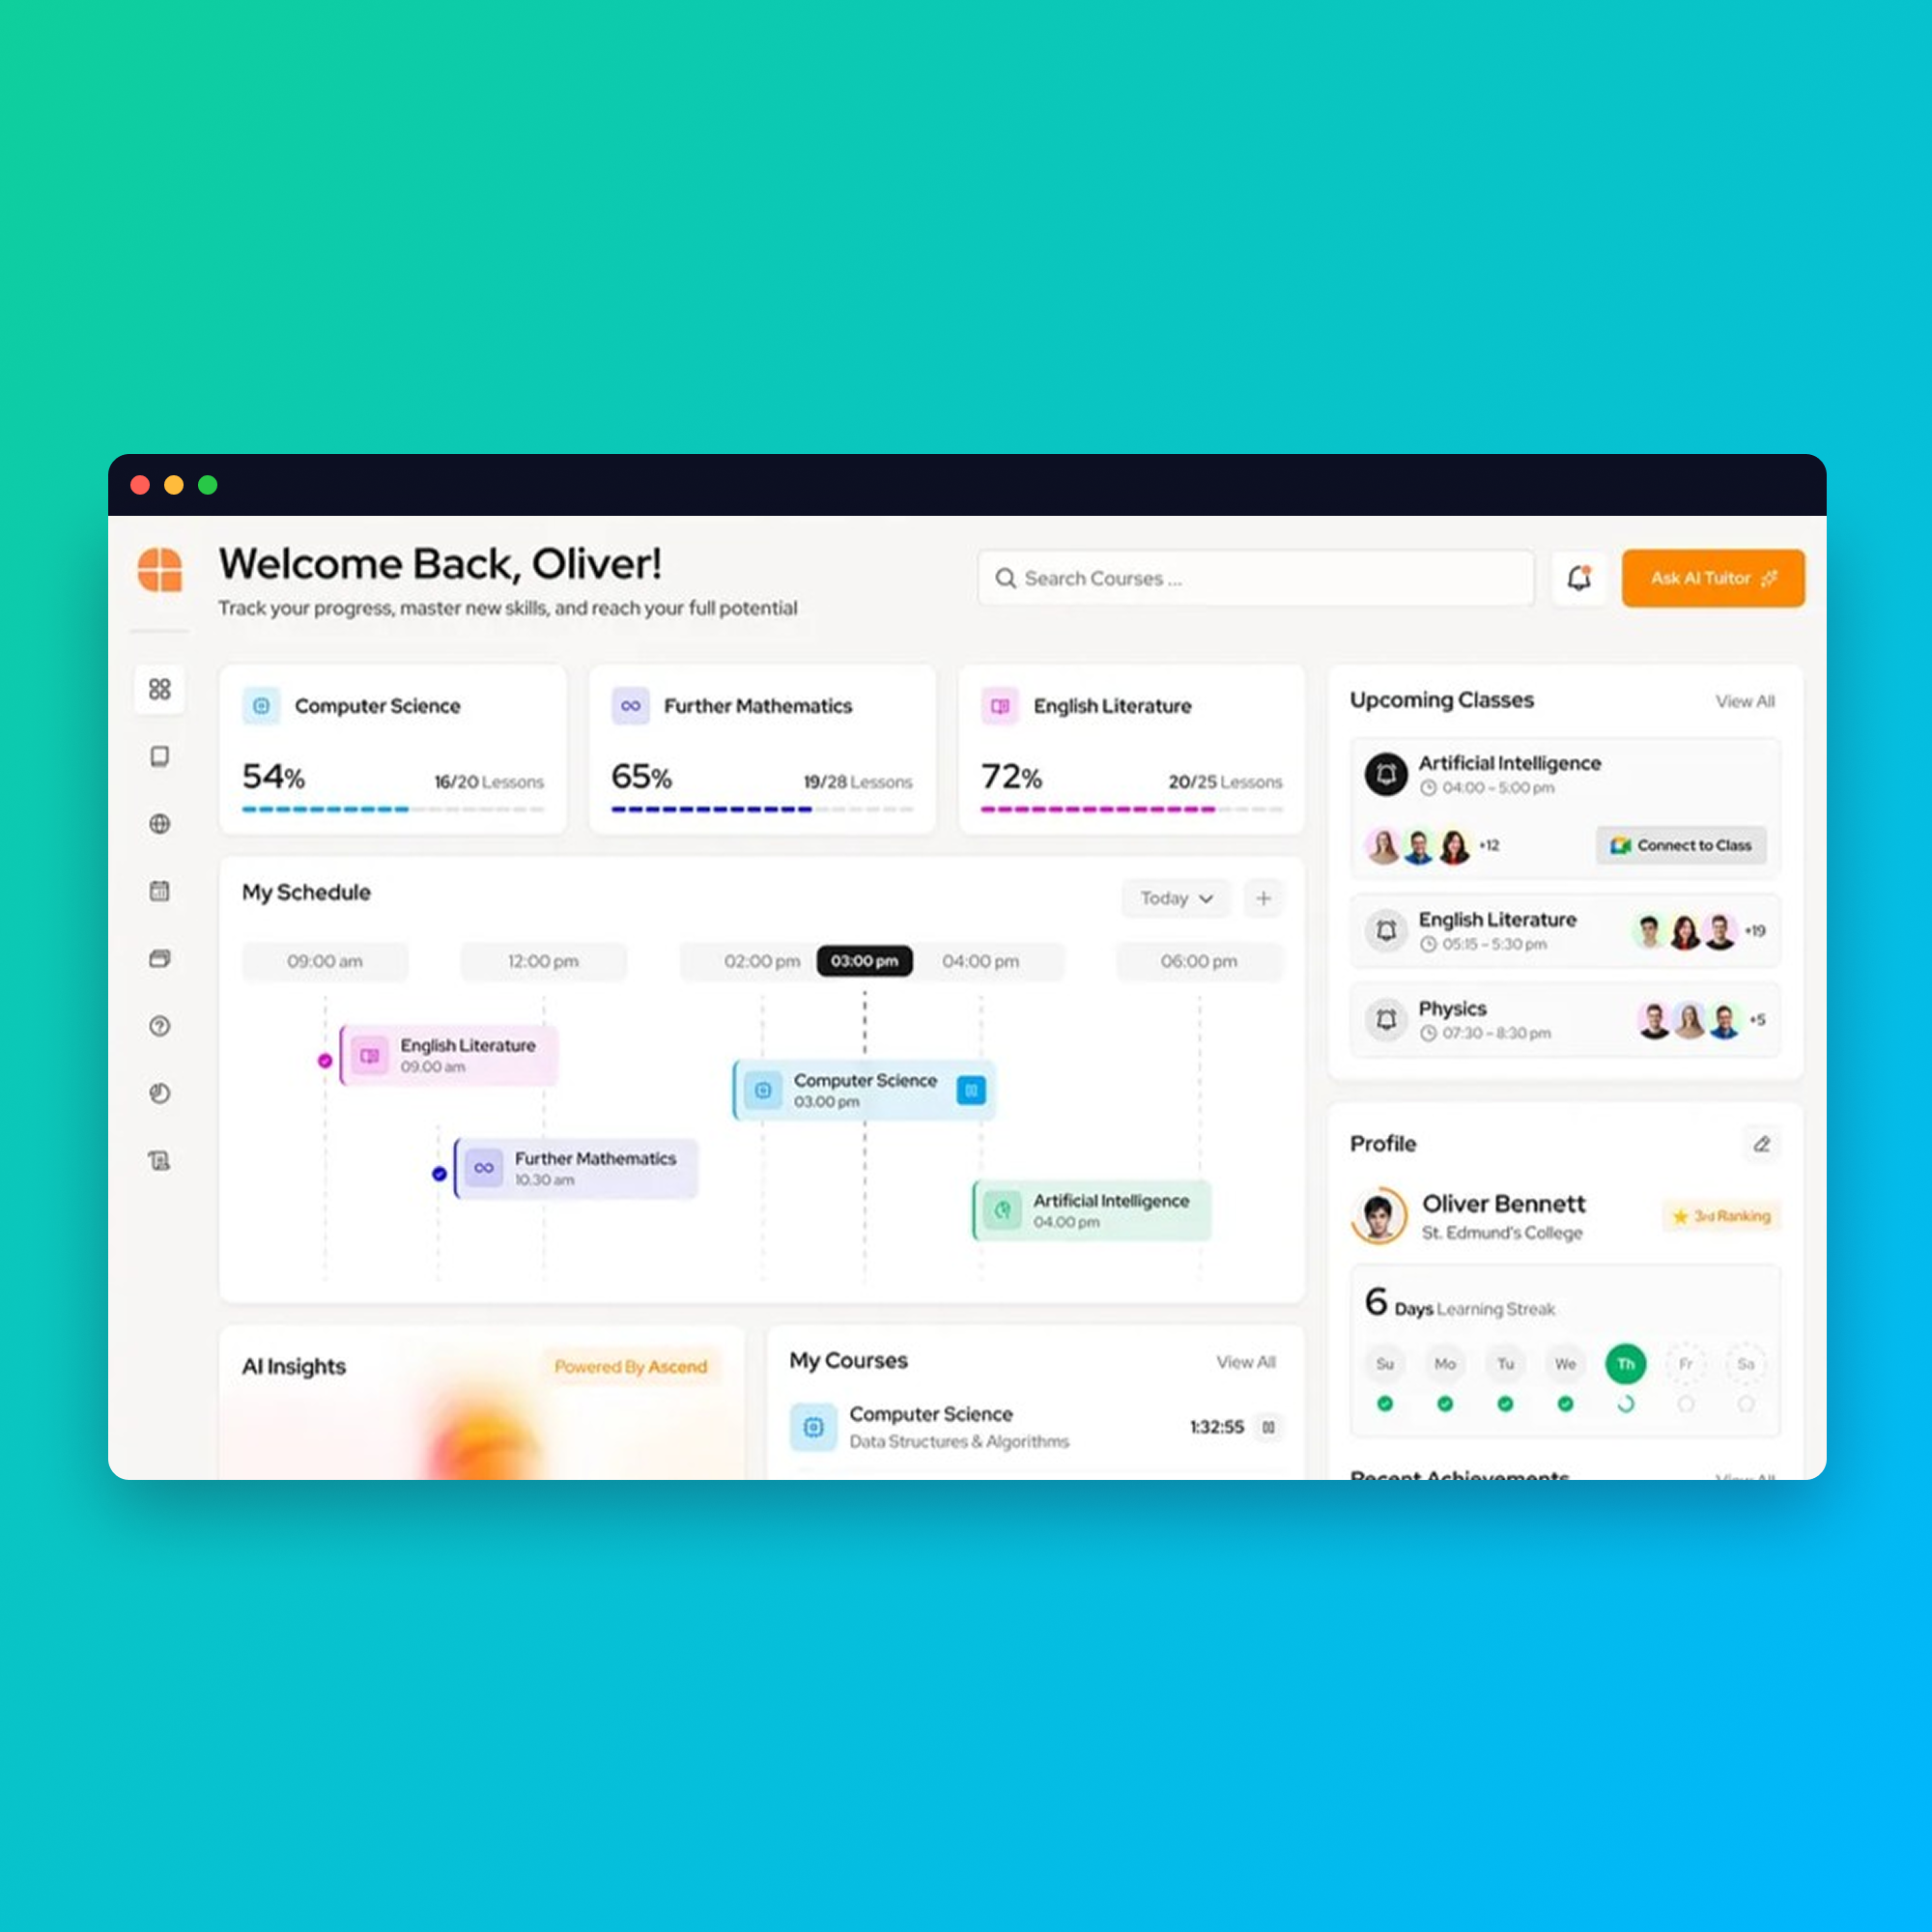 Welcome Back, Oliver!
Track your progress, master new skills, and reach your full potential
Search Courses ...
Ask AI Tuitor
Computer Science
54%
16/20 Lessons
Further Mathematics
65%
19/28 Lessons
English Literature
72%
20/25 Lessons
My Schedule
Today
09:00 am
12:00 pm
02:00 pm
03:00 pm
04:00 pm
06:00 pm
English Literature
09.00 am
Computer Science
03.00 pm
Further Mathematics
10.30 am
Artificial Intelligence
04.00 pm
AI Insights
Powered By Ascend
My Courses
View All
Computer Science
Data Structures & Algorithms
1:32:55
Upcoming Classes
View All
Artificial Intelligence
04:00 - 5:00 pm
+12
Connect to Class
English Literature
05:15 - 5:30 pm
+19
Physics
07:30 - 8:30 pm
+5
Profile
Oliver Bennett
St. Edmund's College
3rd Ranking
6 Days Learning Streak
Su Mo Tu We Th Fr Sa
Recent Achievements
View All